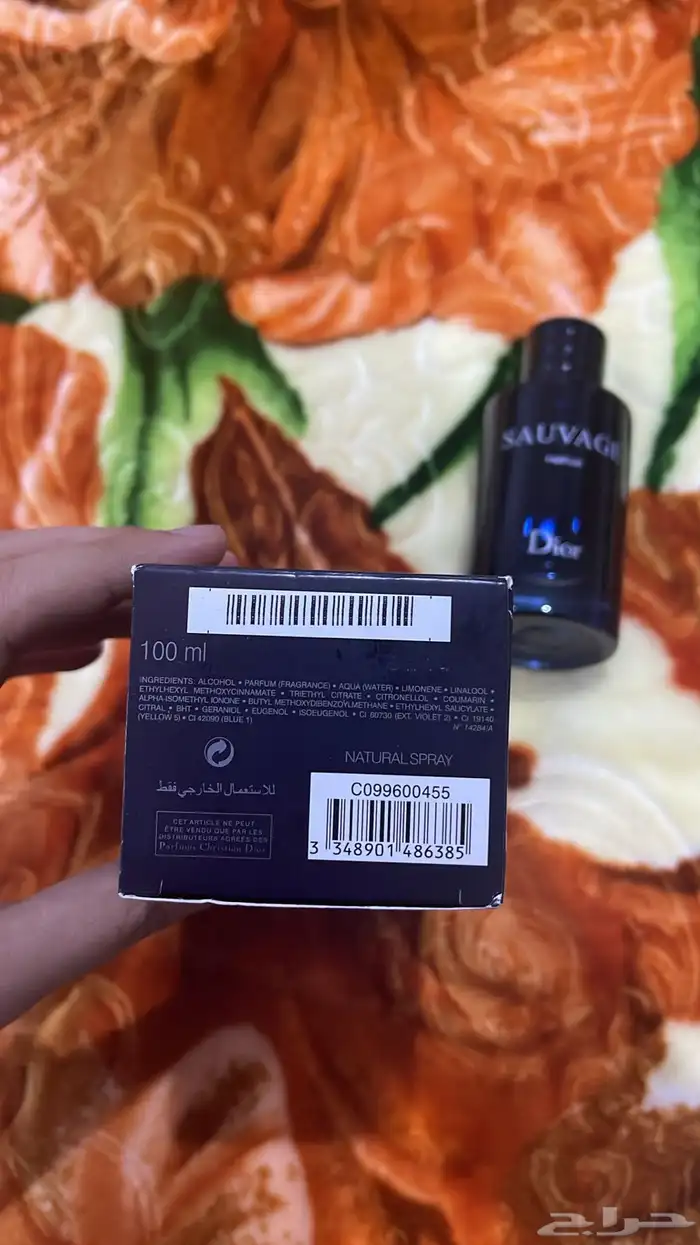 SAUVAGE
PARFUM
Dior
100 ml
INGREDIENTS: ALCOHOL • PARFUM (FRAGRANCE) • AQUA (WATER) • LIMONENE • LINALOOL •
ETHYLHEXYL METHOXYCINNAMATE • TRIETHYL CITRATE • CITRONELLOL • COUMARIN •
ALPHA-ISOMETHYL IONONE • BUTYL METHOXYDIBENZOYLMETHANE • ETHYLHEXYL SALICYLATE •
CITRAL • BHT • GERANIOL • EUGENOL • ISOEUGENOL • CI 60730 (EXT. VIOLET 2) • CI 19140
(YELLOW 5) • CI 42090 (BLUE 1)
N° 14284/A
NATURAL SPRAY
للاستعمال الخارجي فقط
C099600455
3 348901 486385
CET ARTICLE NE PEUT
ÊTRE VENDU QUE PAR LES
DISTRIBUTEURS AGRÉÉS DES
Parfums Christian Dior
حراج